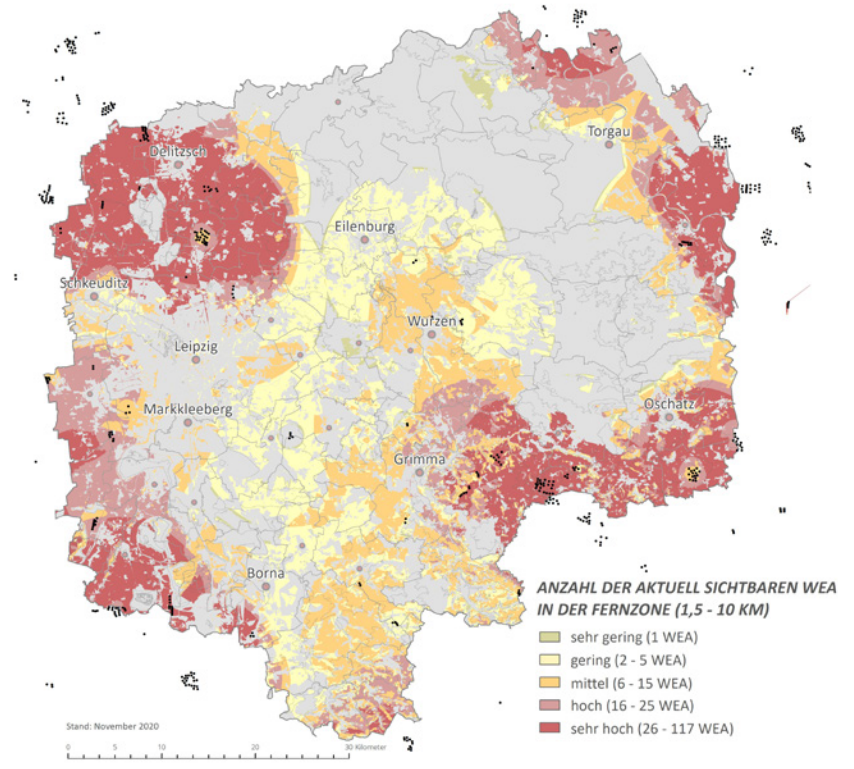 Delitzsch
Torgau
Eilenburg
Schkeuditz
Wurzen
Leipzig
Markkleeberg
Oschatz
Grimma
Borna
ANZAHL DER AKTUELL SICHTBAREN WEA
IN DER FERNZONE (1,5 - 10 KM)
sehr gering (1 WEA)
gering (2 - 5 WEA)
mittel (6 - 15 WEA)
hoch (16 - 25 WEA)
sehr hoch (26 - 117 WEA)
Stand: November 2020
0 5 10 20 30 Kilometer